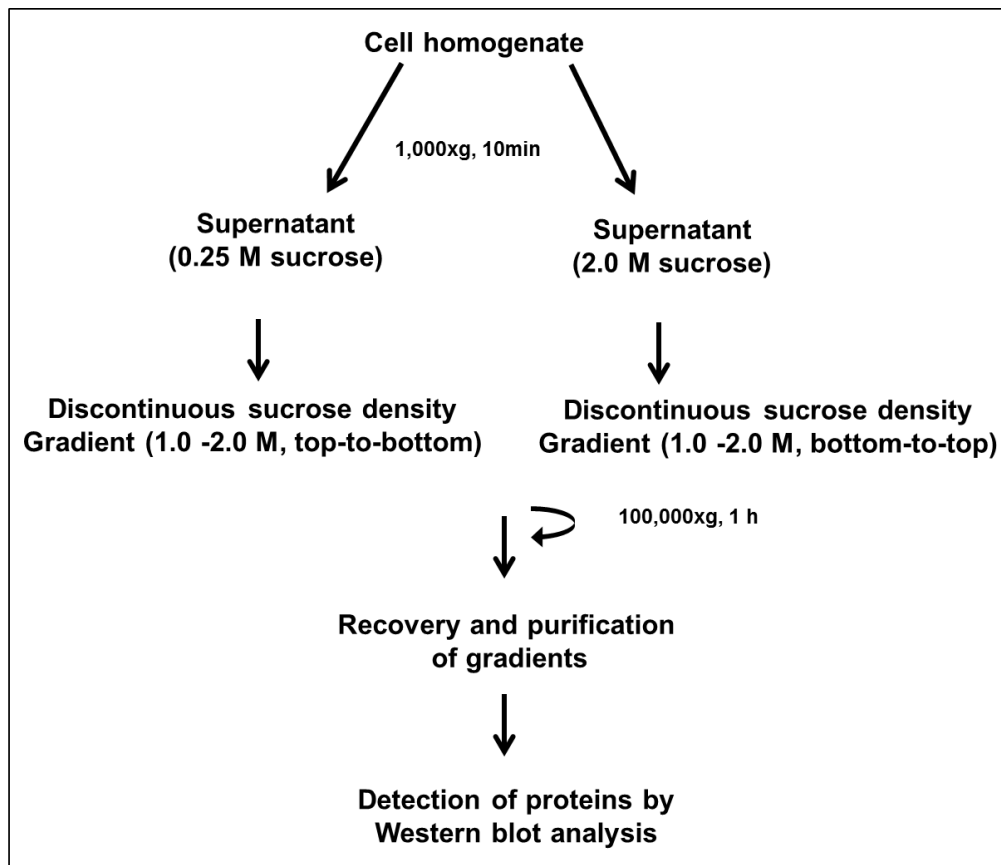 Cell homogenate
1,000xg, 10min
Supernatant
(0.25 M sucrose)
Supernatant
(2.0 M sucrose)
Discontinuous sucrose density
Gradient (1.0 -2.0 M, top-to-bottom)
Discontinuous sucrose density
Gradient (1.0 -2.0 M, bottom-to-top)
100,000xg, 1 h
Recovery and purification
of gradients
Detection of proteins by
Western blot analysis